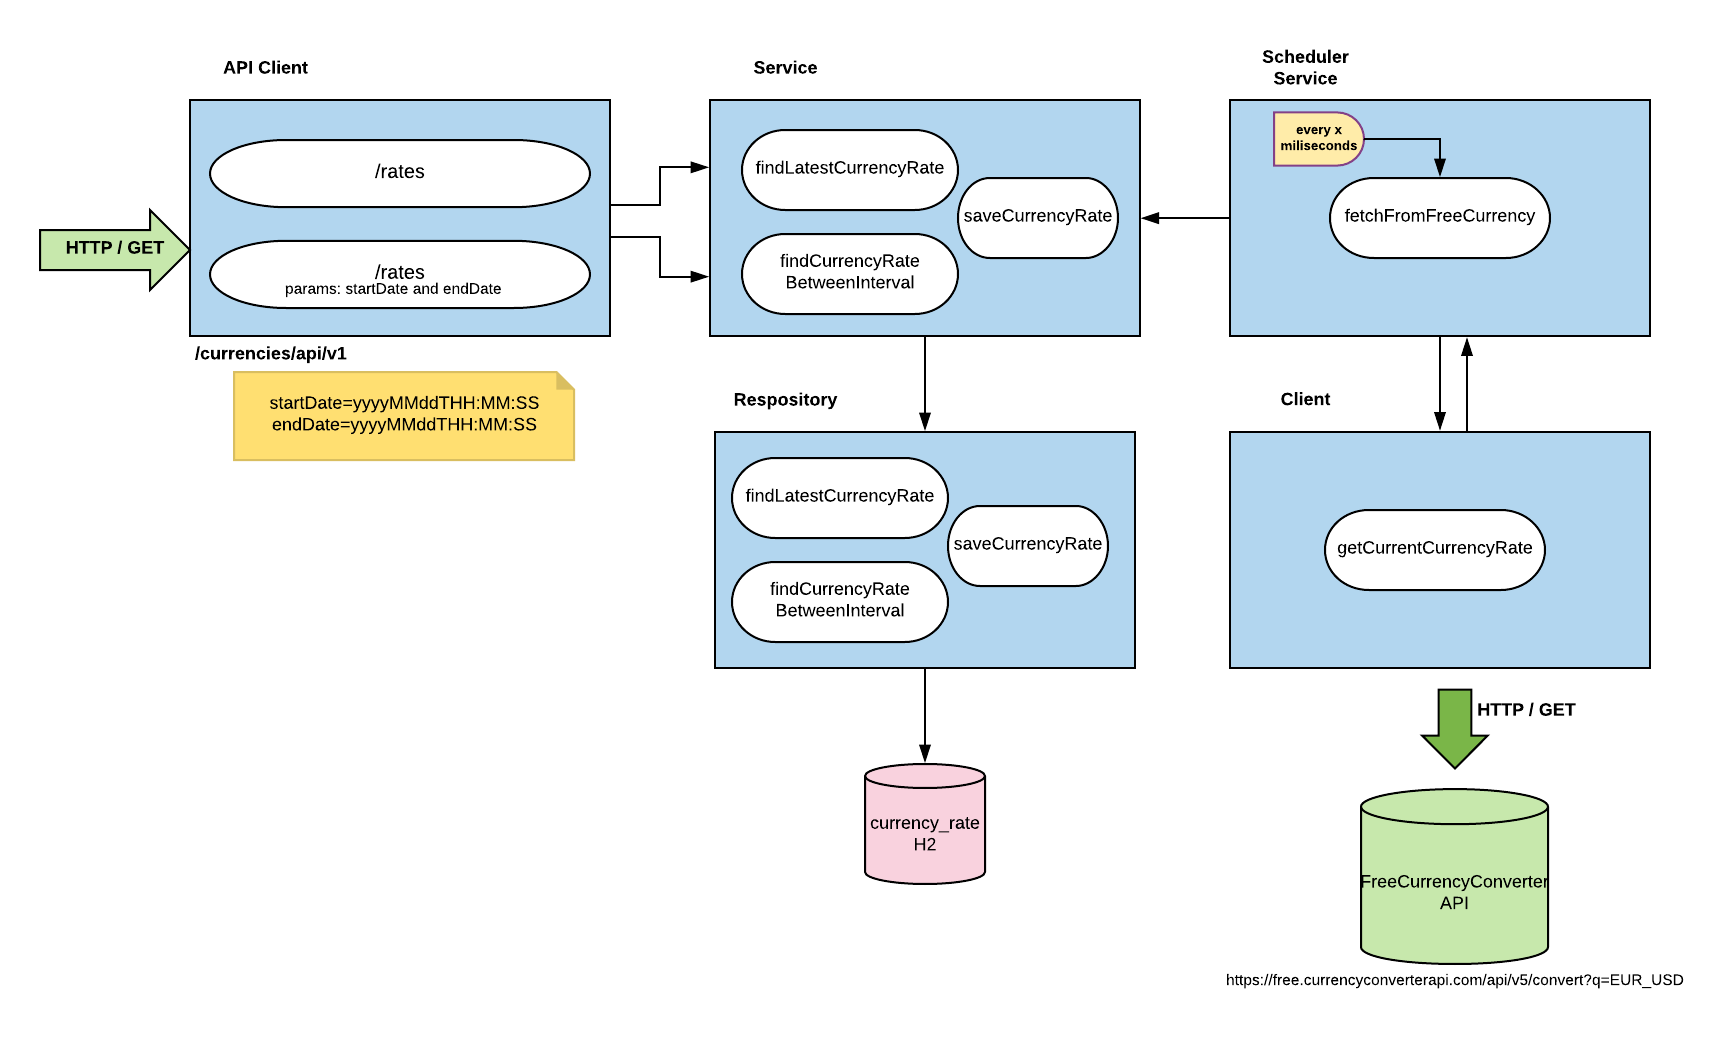 API Client
/rates
/rates
params: startDate and endDate
HTTP / GET
/currencies/api/v1
startDate=yyyyMMddTHH:MM:SS
endDate=yyyyMMddTHH:MM:SS
Service
findLatestCurrencyRate
saveCurrencyRate
findCurrencyRate
BetweenInterval
Scheduler
Service
every x
miliseconds
fetchFromFreeCurrency
Respository
findLatestCurrencyRate
saveCurrencyRate
findCurrencyRate
BetweenInterval
Client
getCurrentCurrencyRate
HTTP / GET
currency_rate
H2
FreeCurrencyConverter
API
https://free.currencyconverterapi.com/api/v5/convert?q=EUR_USD